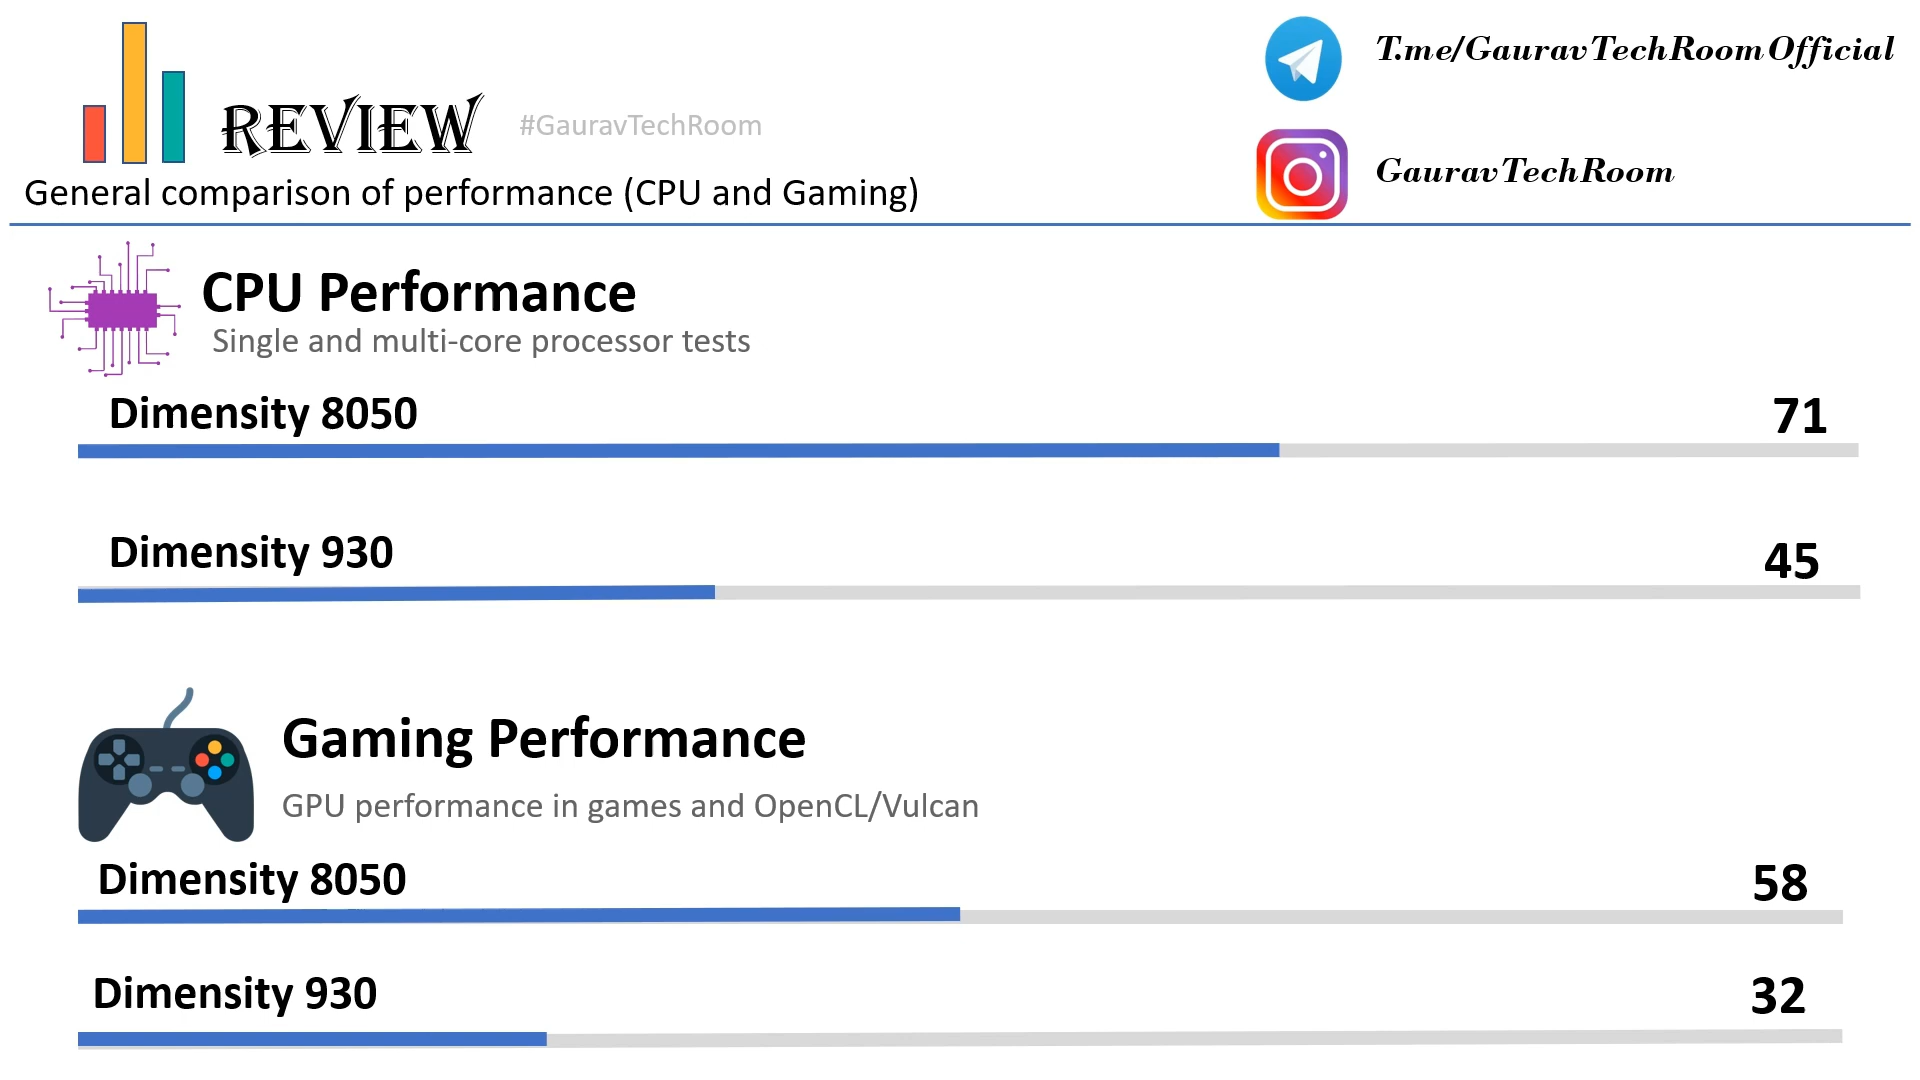 REVIEW
#GauravTechRoom
General comparison of performance (CPU and Gaming)
T.me/GauravTechRoomOfficial
GauravTechRoom
CPU Performance
Single and multi-core processor tests
Dimensity 8050 71
Dimensity 930 45
Gaming Performance
GPU performance in games and OpenCL/Vulcan
Dimensity 8050 58
Dimensity 930 32